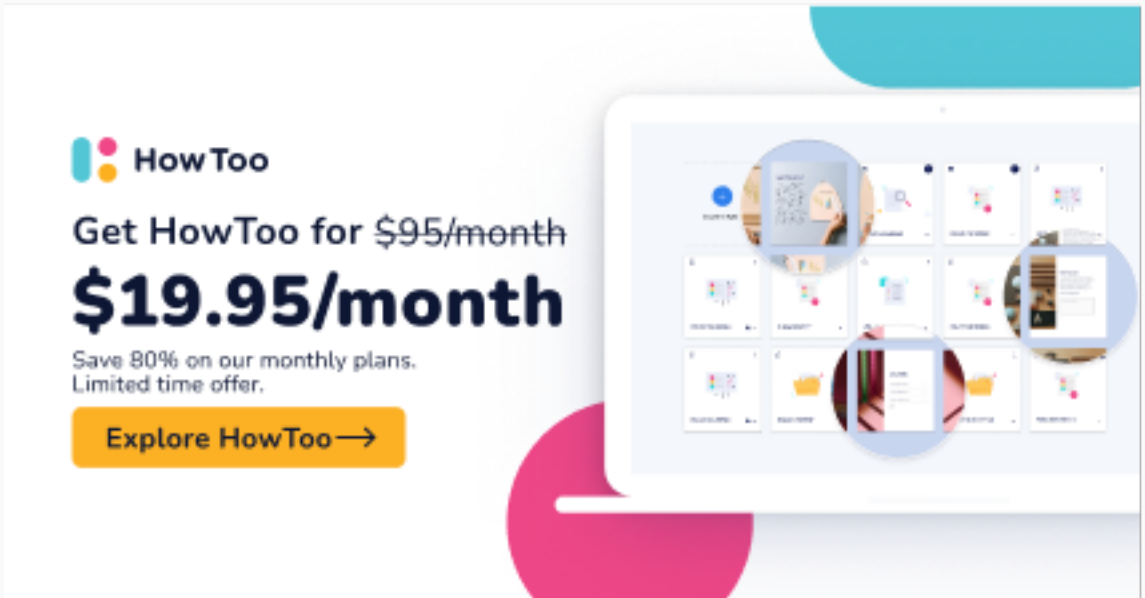 HowToo
Get HowToo for $95/month
$19.95/month
Save 80% on our monthly plans.
Limited time offer.
Explore HowToo→